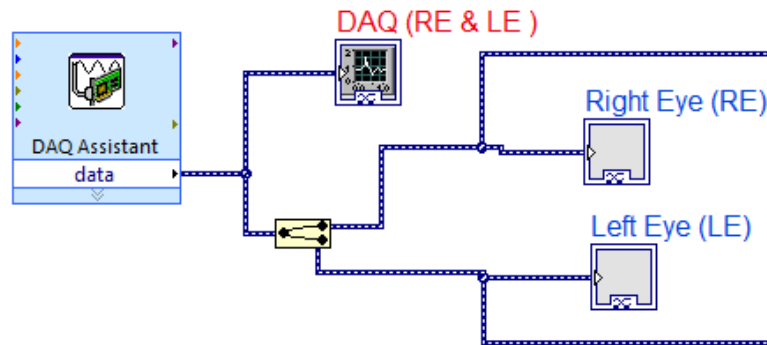 DAQ (RE & LE )
Right Eye (RE)
DAQ Assistant
data
Left Eye (LE)